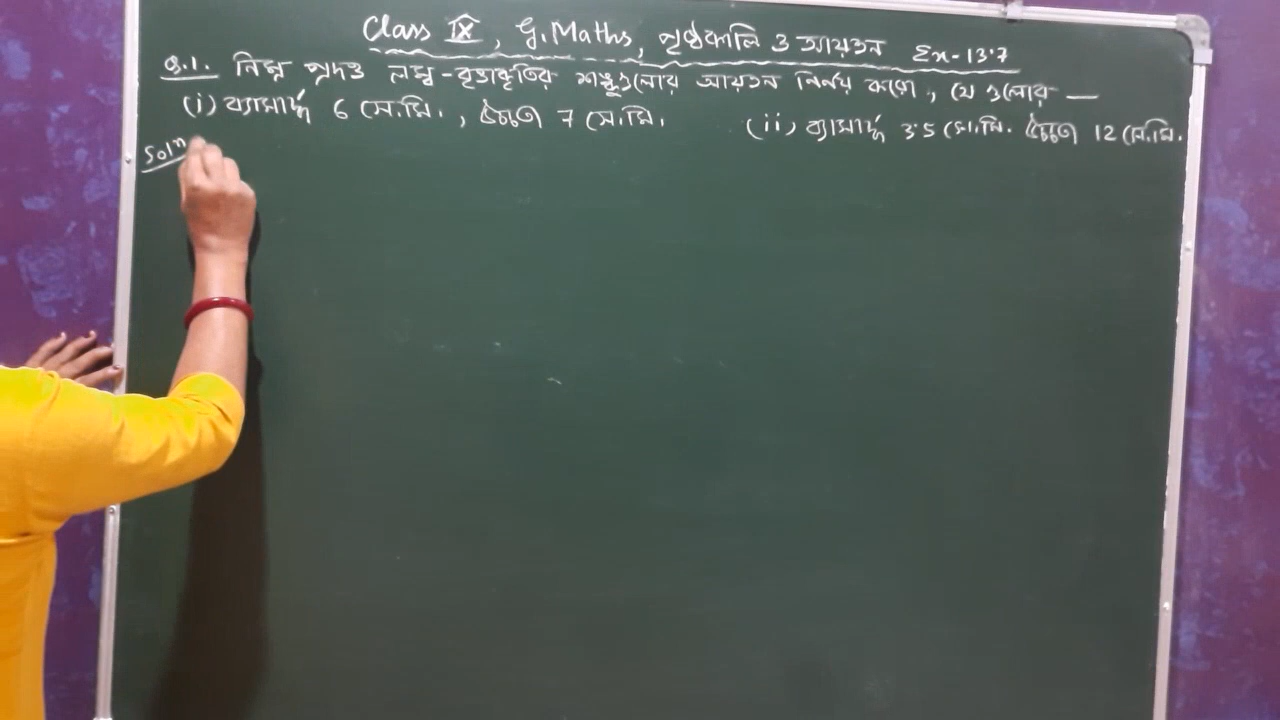 Class IX, G. Maths, পৃষ্ঠকালি ও আয়তন Ex-13.7
Q.1. নিম্ন প্রদত্ত লম্ব-বৃত্তাকৃতির শঙ্কুগুলোর আয়তন নির্ণয় করো, যে গুলোর —
(i) ব্যাসার্দ্ধ 6 সে.মি., উচ্চতা 7 সে.মি. (ii) ব্যাসার্দ্ধ 3.5 সে.মি. উচ্চতা 12 সে.মি.
Solⁿ